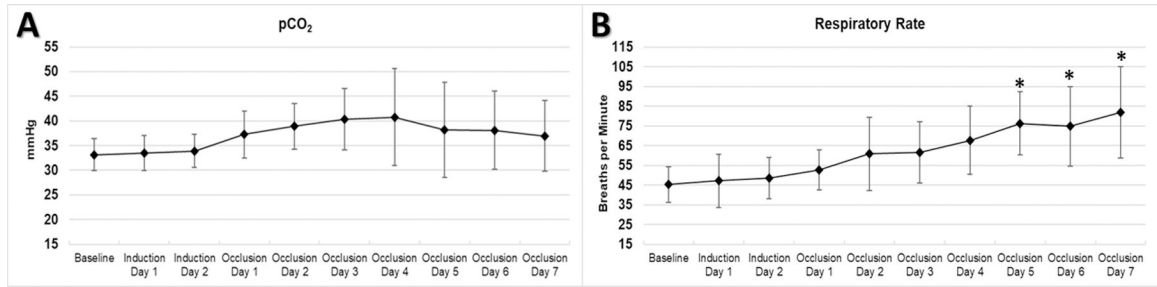 A
pCO₂
mmHg
55
50
45
40
35
30
25
20
15
Baseline
Induction
Day 1
Induction
Day 2
Occlusion
Day 1
Occlusion
Day 2
Occlusion
Day 3
Occlusion
Day 4
Occlusion
Day 5
Occlusion
Day 6
Occlusion
Day 7
B
Respiratory Rate
Breaths per Minute
115
105
95
85
75
65
55
45
35
25
15
*
*
*
Baseline
Induction
Day 1
Induction
Day 2
Occlusion
Day 1
Occlusion
Day 2
Occlusion
Day 3
Occlusion
Day 4
Occlusion
Day 5
Occlusion
Day 6
Occlusion
Day 7